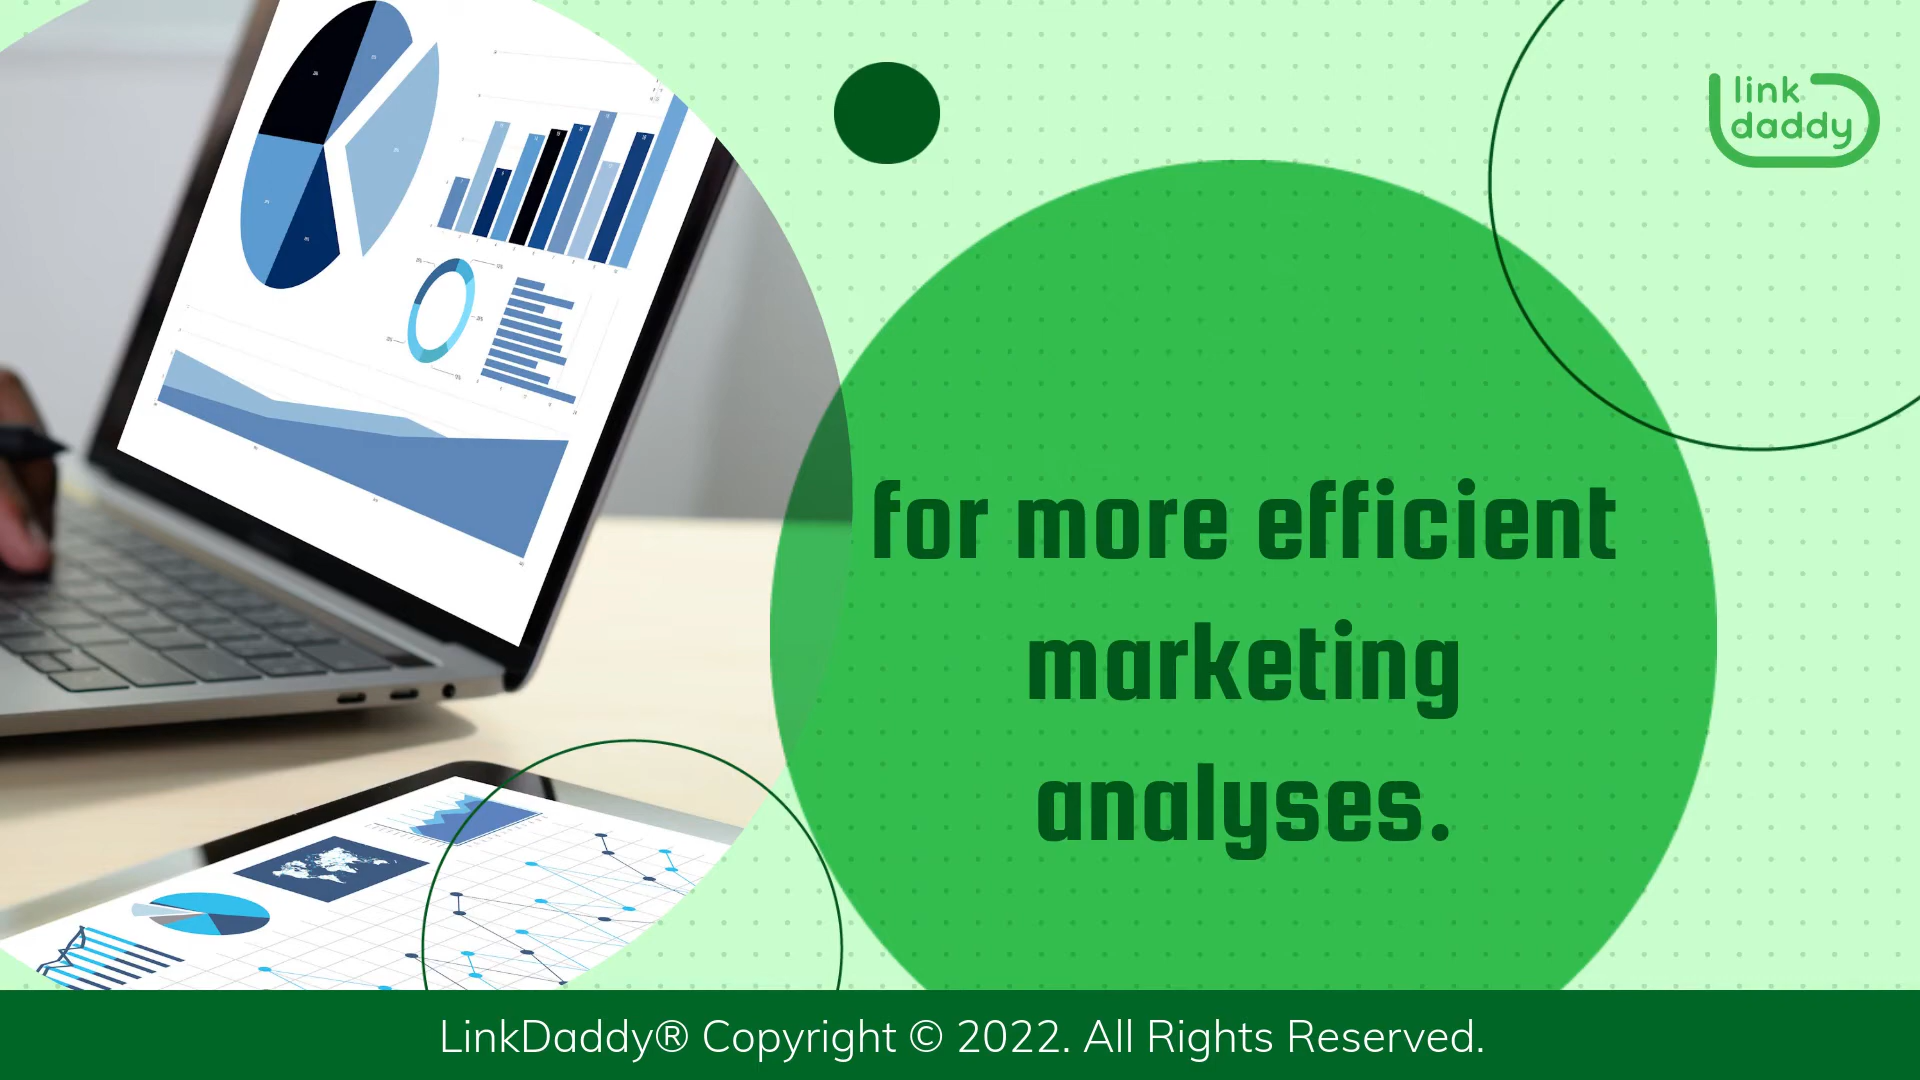 link
daddy
for more efficient
marketing
analyses.
LinkDaddy® Copyright © 2022. All Rights Reserved.